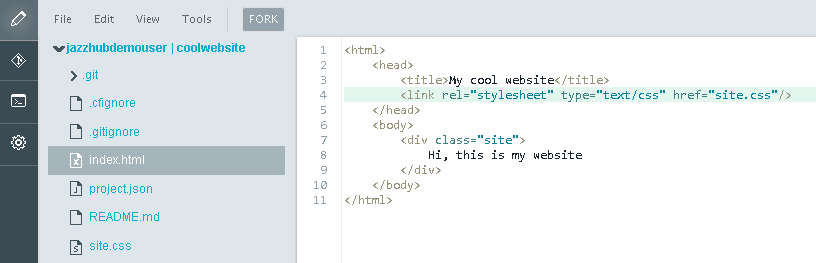 File Edit View Tools FORK
jazzhubdemouser | coolwebsite
.git
.cfignore
.gitignore
index.html
project.json
README.md
site.css
1 <html>
2 <head>
3 <title>My cool website</title>
4 <link rel="stylesheet" type="text/css" href="site.css"/>
5 </head>
6 <body>
7 <div class="site">
8 Hi, this is my website
9 </div>
10 </body>
11 </html>